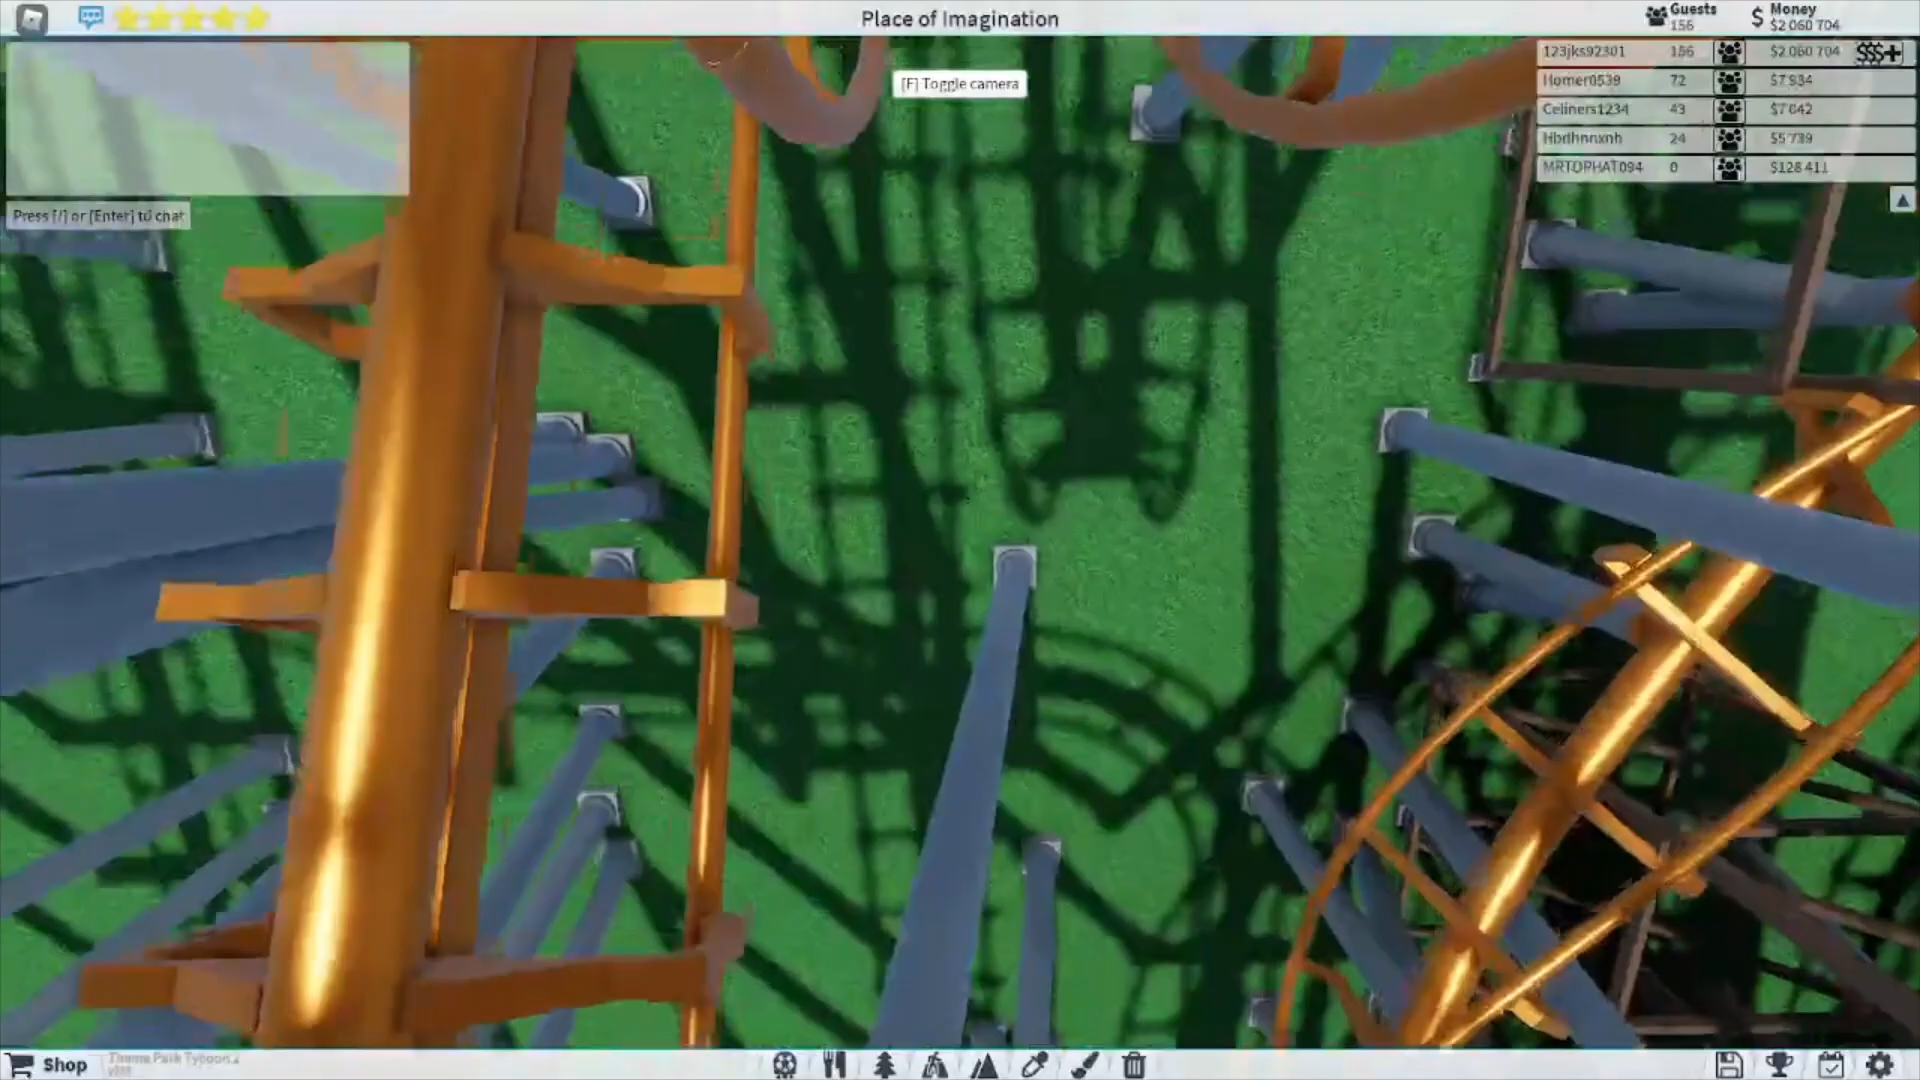 Place of Imagination
Guests
156
$ Money
$2 060 704
[F] Toggle camera
123jks92301 156 $2 060 704 $$$+
Homer0539 72 $7 934
Celiners1234 43 $7 042
Hbdhnnxnh 24 $5 739
MRTOPHAT094 0 $128 411
Press [/] or [Enter] to chat
Shop
Theme Park Tycoon 2